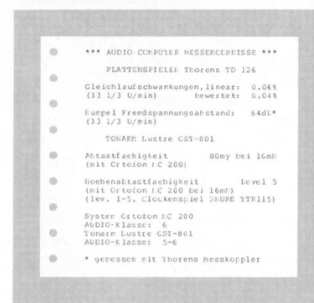 *** AUDIO COMPUTER MESSERGEBNISSE ***
PLATTENSPIELER Thorens TD 126
Gleichlaufschwankungen,linear: 0.06%
(33 1/3 U/min) bewertet: 0.04%
Rumpel Fremdspannungsabstand: 64dB*
(33 1/3 U/min)
TONARM Lustre GST-801
Abtastfaehigkeit 80my bei 16mN
(mit Ortofon MC 200)
Hoehenabtastfaehigkeit Level 5
(mit Ortofon MC 200 bei 16mN)
(lev. 1-5, Glockenspiel SHURE TTR115)
System Ortofon MC 200
AUDIO-Klasse: 6
Tonarm Lustre GST-801
AUDIO-Klasse: 5-6
* gemessen mit Thorens Messkoppler